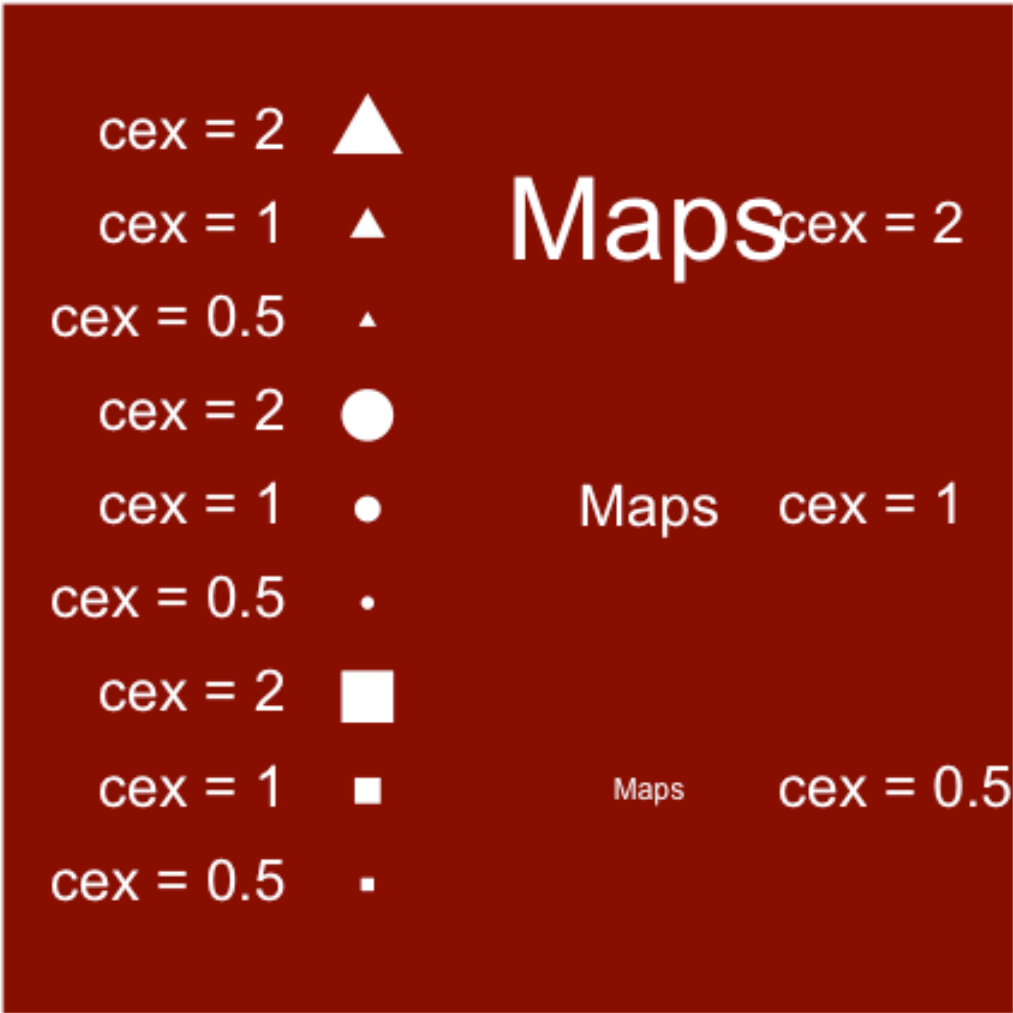 cex = 2
cex = 1
Maps cex = 2
cex = 0.5
cex = 2
cex = 1
Maps cex = 1
cex = 0.5
cex = 2
cex = 1
Maps cex = 0.5
cex = 0.5